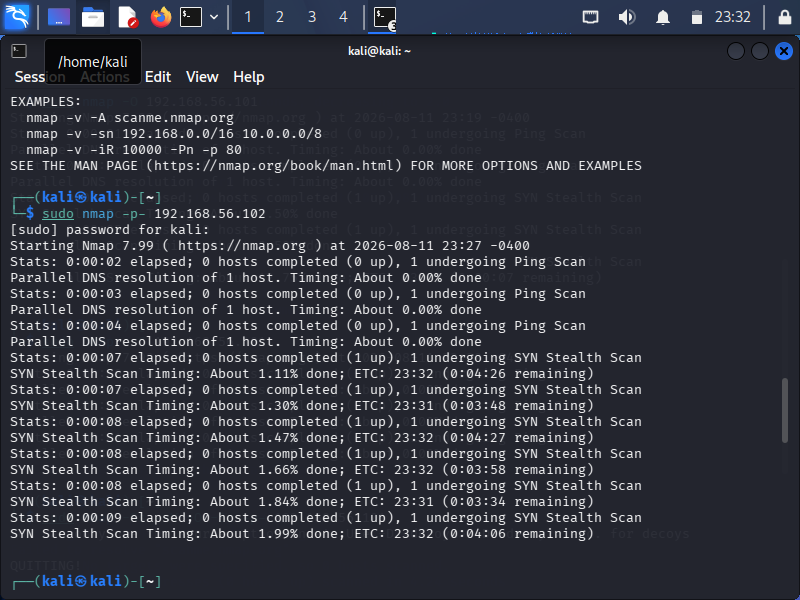 1 2 3 4 23:32
kali@kali: ~
/home/kali
Session Actions Edit View Help
EXAMPLES:
nmap -v -A scanme.nmap.org
nmap -v -sn 192.168.0.0/16 10.0.0.0/8
nmap -v -iR 10000 -Pn -p 80
SEE THE MAN PAGE (https://nmap.org/book/man.html) FOR MORE OPTIONS AND EXAMPLES
┌──(kali㉿kali)-[~]
└─$ sudo nmap -p- 192.168.56.102
[sudo] password for kali:
Starting Nmap 7.99 ( https://nmap.org ) at 2026-08-11 23:27 -0400
Stats: 0:00:02 elapsed; 0 hosts completed (0 up), 1 undergoing Ping Scan
Parallel DNS resolution of 1 host. Timing: About 0.00% done
Stats: 0:00:03 elapsed; 0 hosts completed (0 up), 1 undergoing Ping Scan
Parallel DNS resolution of 1 host. Timing: About 0.00% done
Stats: 0:00:04 elapsed; 0 hosts completed (0 up), 1 undergoing Ping Scan
Parallel DNS resolution of 1 host. Timing: About 0.00% done
Stats: 0:00:07 elapsed; 0 hosts completed (1 up), 1 undergoing SYN Stealth Scan
SYN Stealth Scan Timing: About 1.11% done; ETC: 23:32 (0:04:26 remaining)
Stats: 0:00:07 elapsed; 0 hosts completed (1 up), 1 undergoing SYN Stealth Scan
SYN Stealth Scan Timing: About 1.30% done; ETC: 23:31 (0:03:48 remaining)
Stats: 0:00:08 elapsed; 0 hosts completed (1 up), 1 undergoing SYN Stealth Scan
SYN Stealth Scan Timing: About 1.47% done; ETC: 23:32 (0:04:27 remaining)
Stats: 0:00:08 elapsed; 0 hosts completed (1 up), 1 undergoing SYN Stealth Scan
SYN Stealth Scan Timing: About 1.66% done; ETC: 23:32 (0:03:58 remaining)
Stats: 0:00:08 elapsed; 0 hosts completed (1 up), 1 undergoing SYN Stealth Scan
SYN Stealth Scan Timing: About 1.84% done; ETC: 23:31 (0:03:34 remaining)
Stats: 0:00:09 elapsed; 0 hosts completed (1 up), 1 undergoing SYN Stealth Scan
SYN Stealth Scan Timing: About 1.99% done; ETC: 23:32 (0:04:06 remaining)
QUITTING!
┌──(kali㉿kali)-[~]